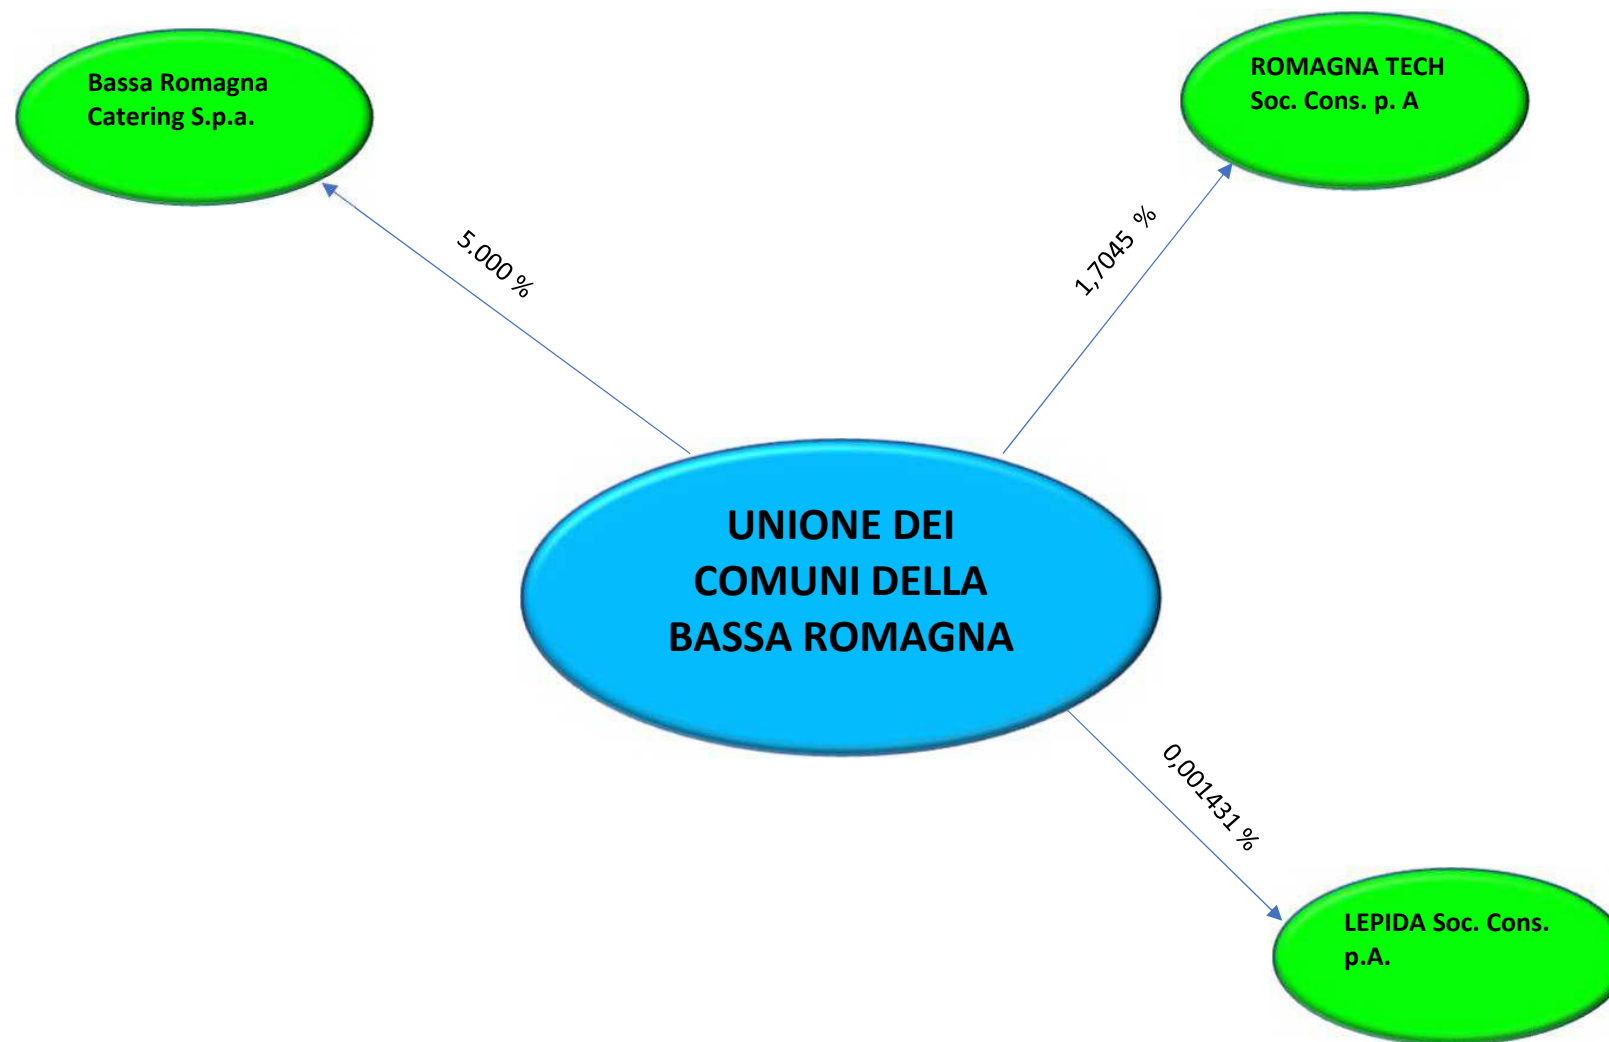 Bassa Romagna
Catering S.p.a.
ROMAGNA TECH
Soc. Cons. p. A
5.000 %
1,7045 %
UNIONE DEI
COMUNI DELLA
BASSA ROMAGNA
0,001431 %
LEPIDA Soc. Cons.
p.A.